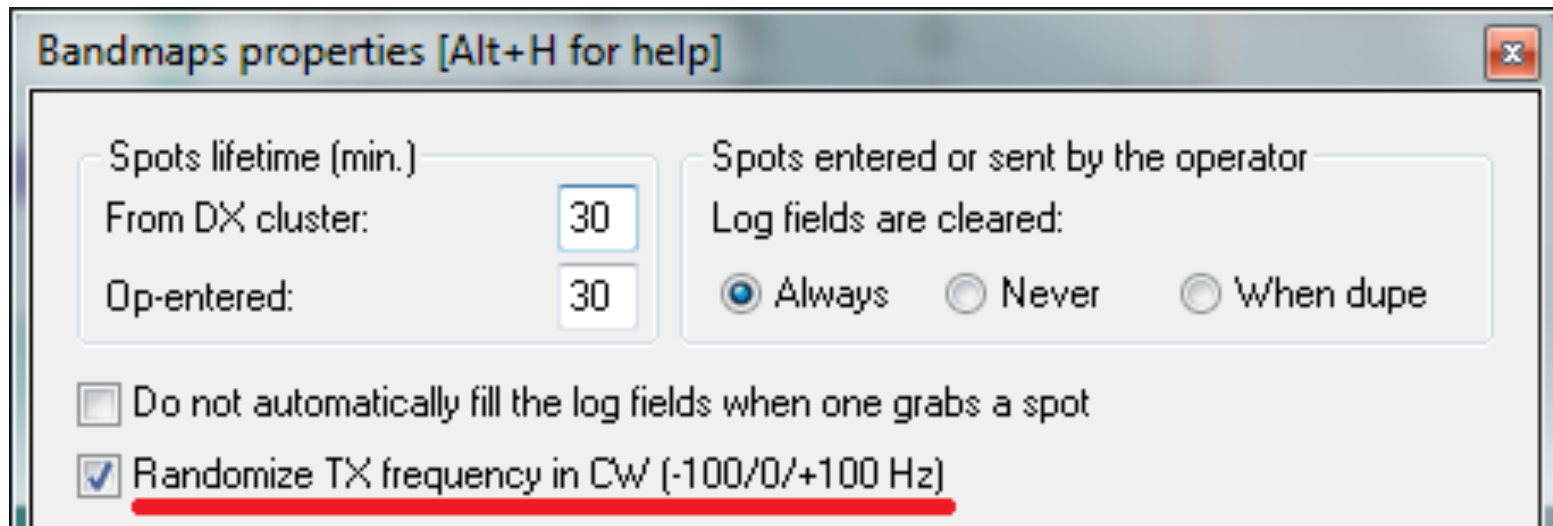 Bandmaps properties [Alt+H for help]
Spots lifetime (min.)
From DX cluster: 30
Op-entered: 30
Spots entered or sent by the operator
Log fields are cleared:
Always Never When dupe
Do not automatically fill the log fields when one grabs a spot
Randomize TX frequency in CW (-100/0/+100 Hz)